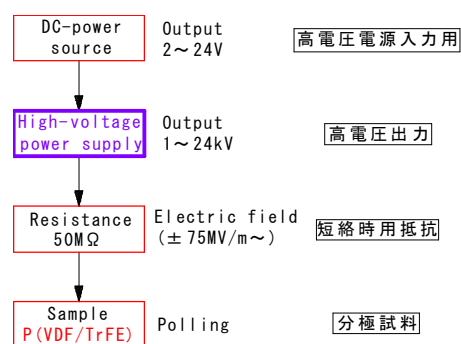 DC-power
source
Output
2～24V
高電圧電源入力用
High-voltage
power supply
Output
1～24kV
高電圧出力
Resistance
50MΩ
Electric field
(±75MV/m～)
短絡時用抵抗
Sample
P(VDF/TrFE)
Polling
分極試料